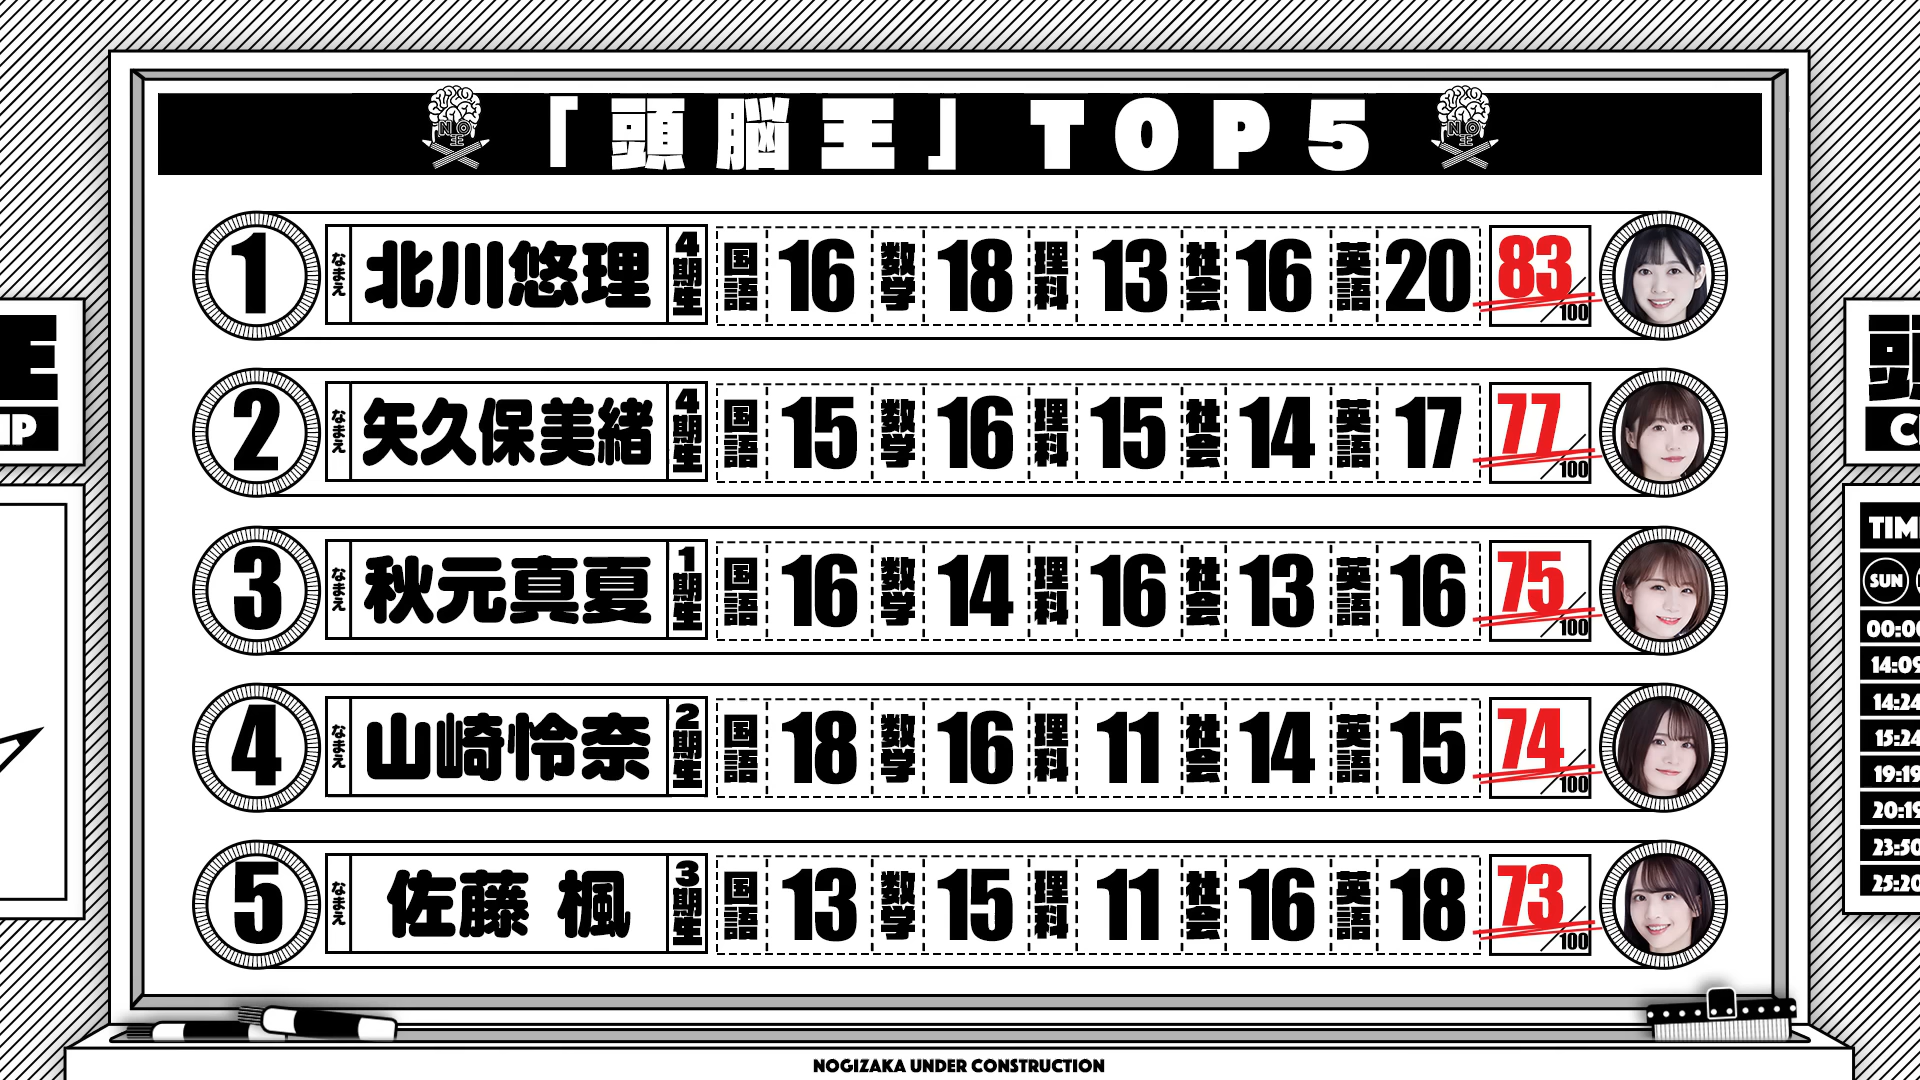 「頭脳王」TOP5
NO王
NO王
1 なまえ 北川悠理 4期生 国語 16 数学 18 理科 13 社会 16 英語 20 83/100
2 なまえ 矢久保美緒 4期生 国語 15 数学 16 理科 15 社会 14 英語 17 77/100
3 なまえ 秋元真夏 1期生 国語 16 数学 14 理科 16 社会 13 英語 16 75/100
4 なまえ 山崎怜奈 2期生 国語 18 数学 16 理科 11 社会 14 英語 15 74/100
5 なまえ 佐藤 楓 3期生 国語 13 数学 15 理科 11 社会 16 英語 18 73/100
SUN
NOGIZAKA UNDER CONSTRUCTION